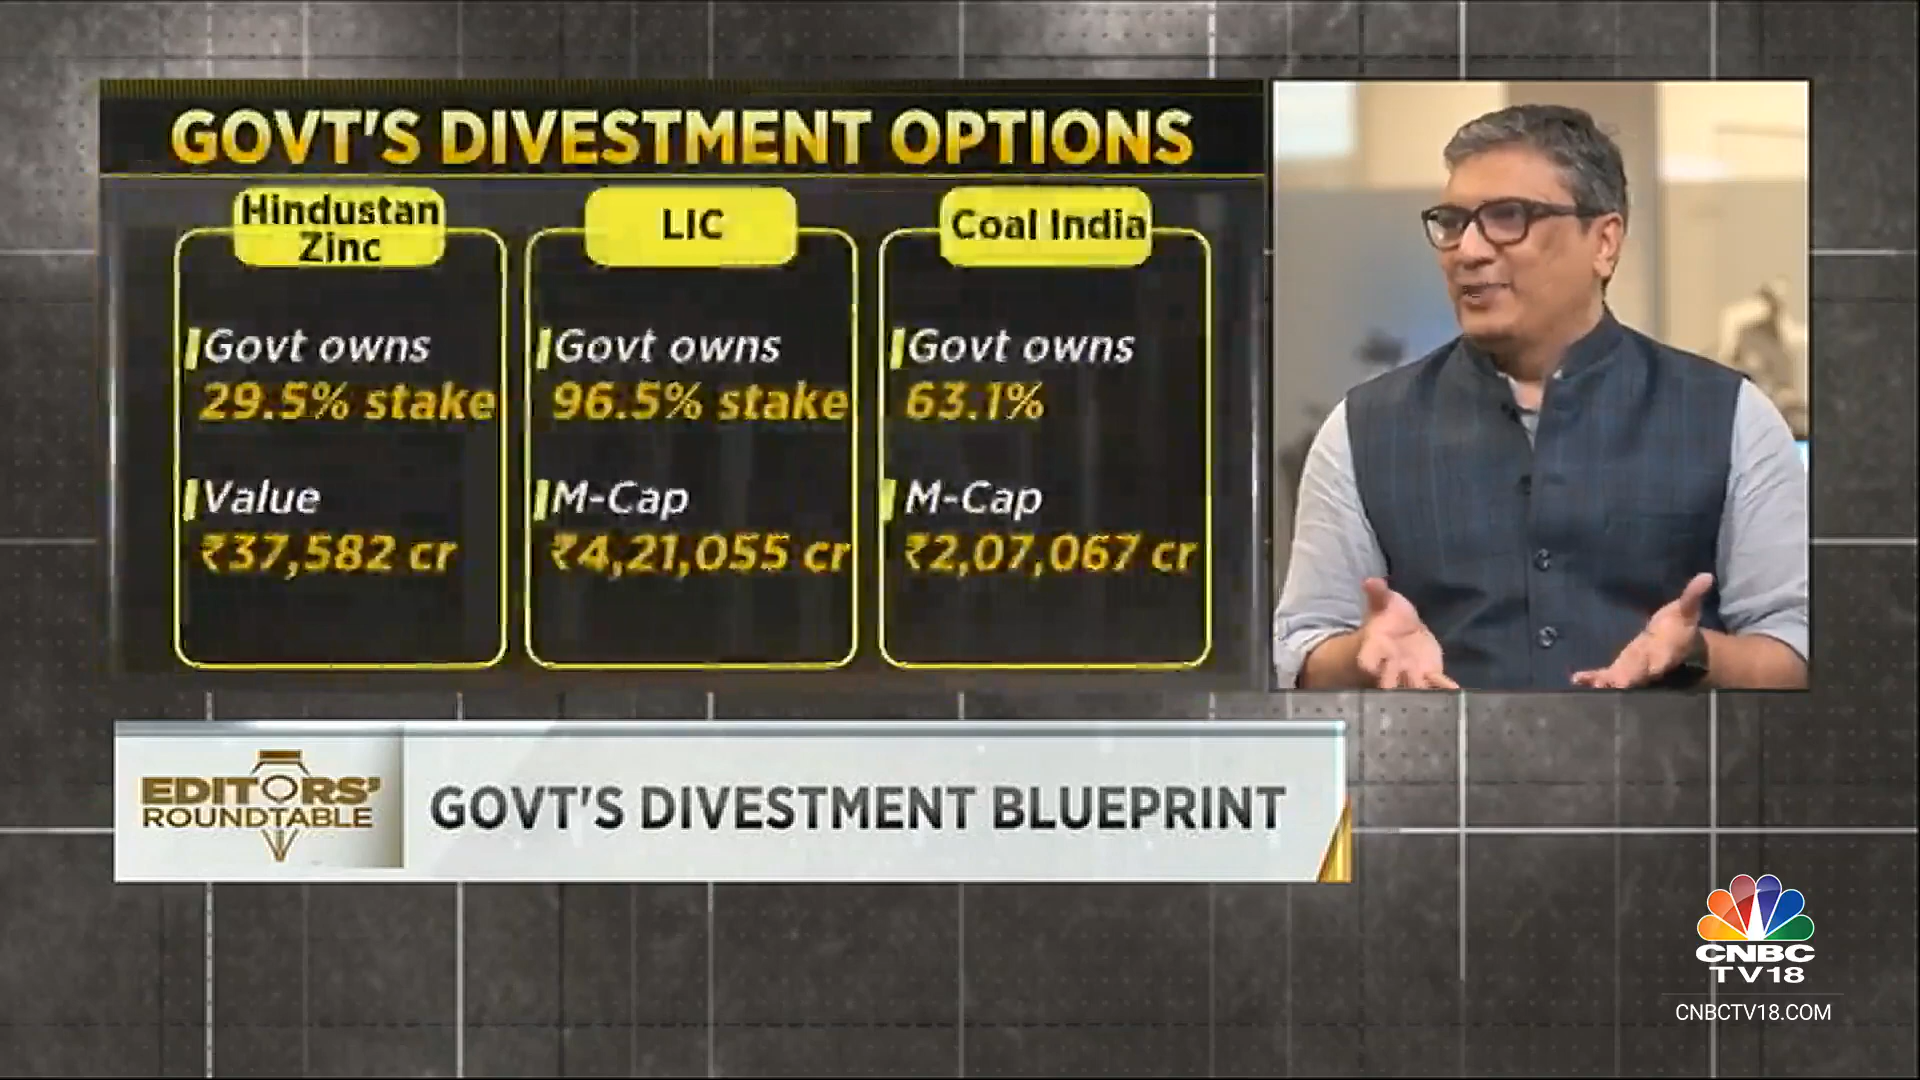 GOVT'S DIVESTMENT OPTIONS
Hindustan
Zinc
Govt owns
29.5% stake
Value
₹37,582 cr
LIC
Govt owns
96.5% stake
M-Cap
₹4,21,055 cr
Coal India
Govt owns
63.1%
M-Cap
₹2,07,067 cr
EDITORS'
ROUNDTABLE
GOVT'S DIVESTMENT BLUEPRINT
CNBC
TV18
CNBCTV18.COM